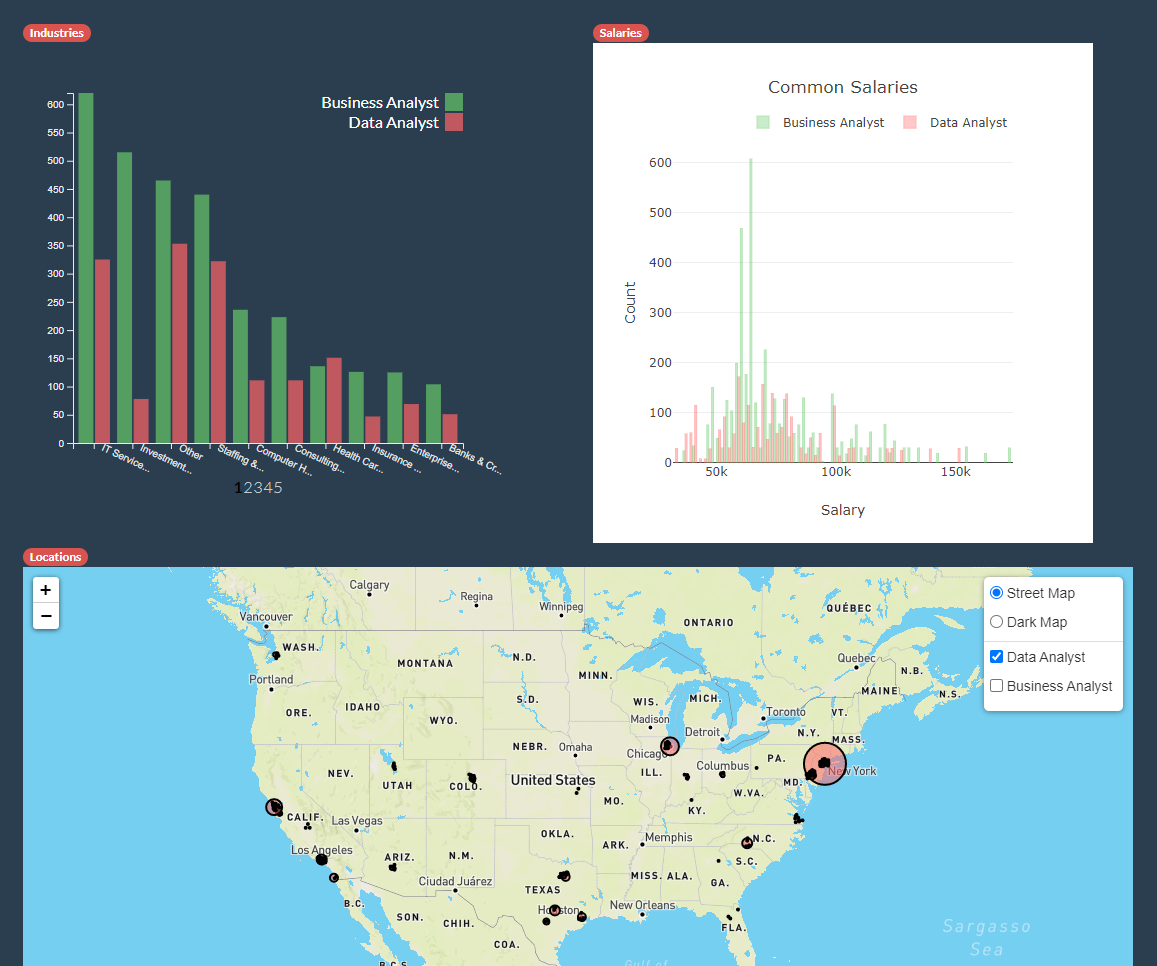 Industries
Salaries
Business Analyst
Data Analyst
600
550
500
450
400
350
300
250
200
150
100
50
0
IT Service...
Investment...
Other
Staffing &...
Computer H...
Consulting...
Health Car...
Insurance ...
Enterprise...
Banks & Cr...
12345
Common Salaries
Business Analyst Data Analyst
600
500
400
300
200
100
0
Count
50k 100k 150k
Salary
Locations
+
−
Street Map
Dark Map
Data Analyst
Business Analyst
Calgary
Regina
Winnipeg
Vancouver
ONTARIO
QUÉBEC
WASH.
MONTANA
N.D.
MINN.
Quebec
N.B.
Portland
MAINE
N.S.
ORE.
IDAHO
WYO.
S.D.
WIS.
MICH.
Toronto
VT.
Madison
Detroit
N.Y.
MASS.
NEBR.
Omaha
Chicago
PA.
NEV.
UTAH
COLO.
United States
ILL.
Columbus
MD.
New York
W.VA.
MO.
KY.
CALIF.
Las Vegas
OKLA.
ARK.
Memphis
N.C.
Los Angeles
ARIZ.
N.M.
S.C.
Ciudad Juárez
TEXAS
MISS.
ALA.
GA.
B.C.
SON.
CHIH.
Houston
New Orleans
FLA.
COA.
Sargasso
Sea
B.C.S.
Gulf of